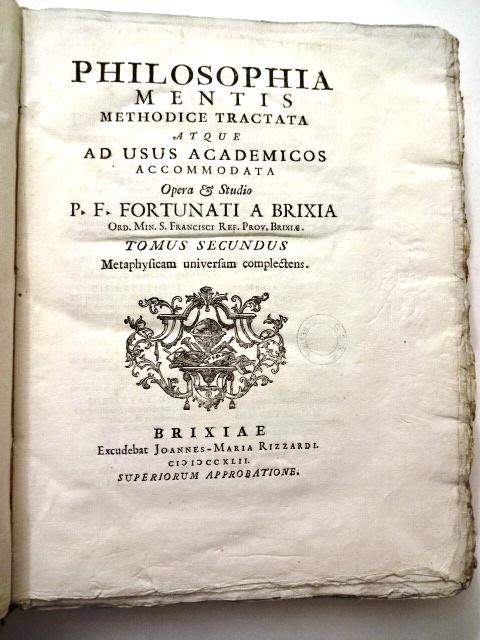 PHILOSOPHIA
MENTIS
METHODICE TRACTATA
ATQUE
AD USUS ACADEMICOS
ACCOMMODATA
Opera & Studio
P. F. FORTUNATI A BRIXIA
ORD. MIN. S. FRANCISCI REF. PROV. BRIXIÆ.
TOMUS SECUNDUS
Metaphysicam universam complectens.
BRIXIAE
Excudebat JOANNES-MARIA RIZZARDI.
CIↃIↃCCXLII.
SUPERIORUM APPROBATIONE.